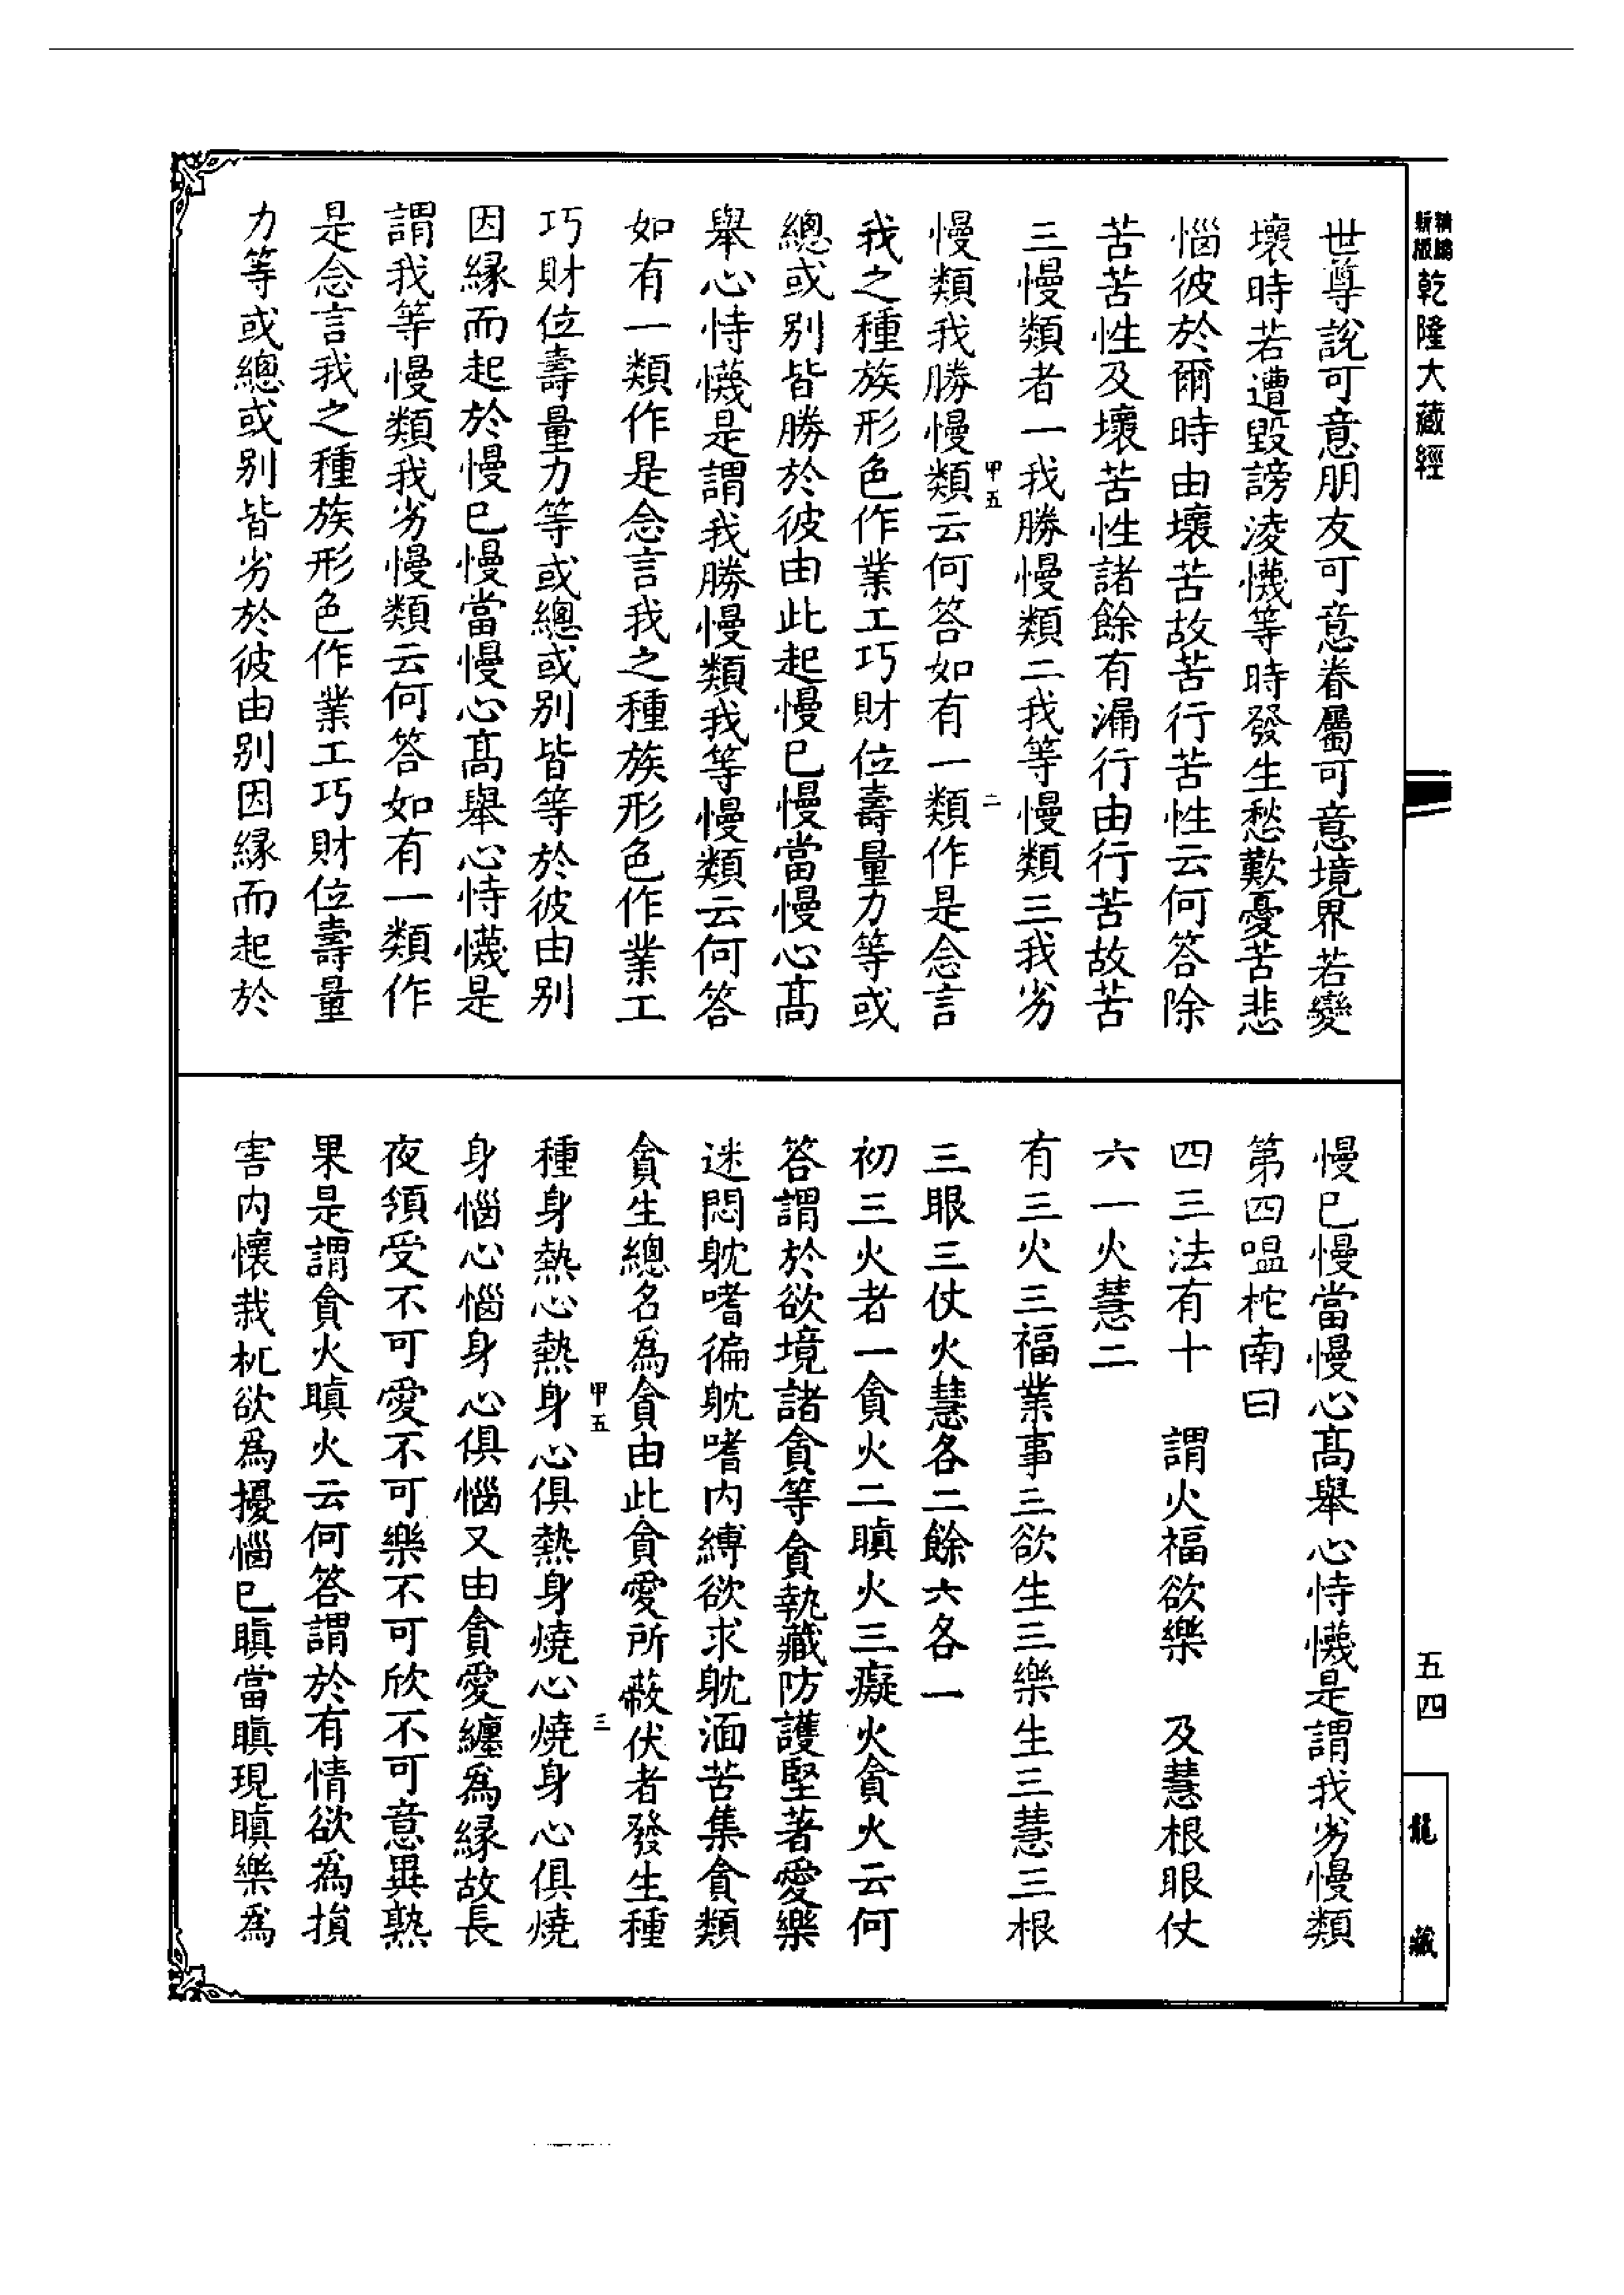 新版
精鵰
乾隆大藏經
世尊說可意朋友可意眷屬可意境界若變
壞時若遭毀謗淩懱等時發生愁歎憂苦悲
惱彼於爾時由壞苦故苦行苦性云何答除
苦苦性及壞苦性諸餘有漏行由行苦故苦
三慢類者一我勝慢類二我等慢類三我劣
慢類我勝慢類云何答如有一類作是念言
甲五
二
我之種族形色作業工巧財位壽量力等或
總或別皆勝於彼由此起慢已慢當慢心高
舉心恃懱是謂我勝慢類我等慢類云何答
如有一類作是念言我之種族形色作業工
巧財位壽量力等或總或別皆等於彼由別
因緣而起於慢已慢當慢心高舉心恃懱是
謂我等慢類我劣慢類云何答如有一類作
是念言我之種族形色作業工巧財位壽量
力等或總或別皆劣於彼由別因緣而起於
慢已慢當慢心高舉心恃懱是謂我劣慢類
第四嗢柁南曰
四三法有十 謂火福欲樂 及慧根眼仗
六一火慧二
有三火三福業事三欲生三樂生三慧三根
三眼三仗火慧各二餘六各一
初三火者一貪火二瞋火三癡火貪火云何
答謂於欲境諸貪等貪執藏防護堅著愛樂
迷悶躭嗜徧躭嗜内縛欲求躭湎苦集貪類
貪生總名為貪由此貪愛所蔽伏者發生種
甲五
三
種身熱心熱身心俱熱身燒心燒身心俱燒
身惱心惱身心俱惱又由貪愛纏為緣故長
夜領受不可愛不可樂不可欣不可意異熟
果是謂貪火瞋火云何答謂於有情欲為損
害内懷栽杌欲為擾惱已瞋當瞋現瞋樂為
五四
龍藏